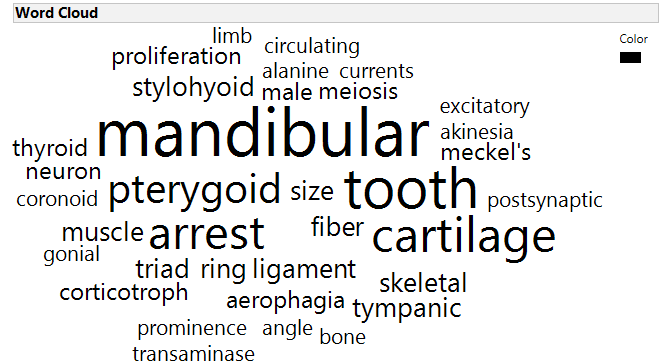 Word Cloud
Color
limb
circulating
proliferation
alanine currents
stylohyoid male meiosis
excitatory
mandibular
akinesia
thyroid
meckel's
neuron
pterygoid size tooth
coronoid
postsynaptic
muscle arrest fiber cartilage
gonial
triad ring ligament
skeletal
corticotroph
aerophagia
tympanic
prominence angle bone
transaminase